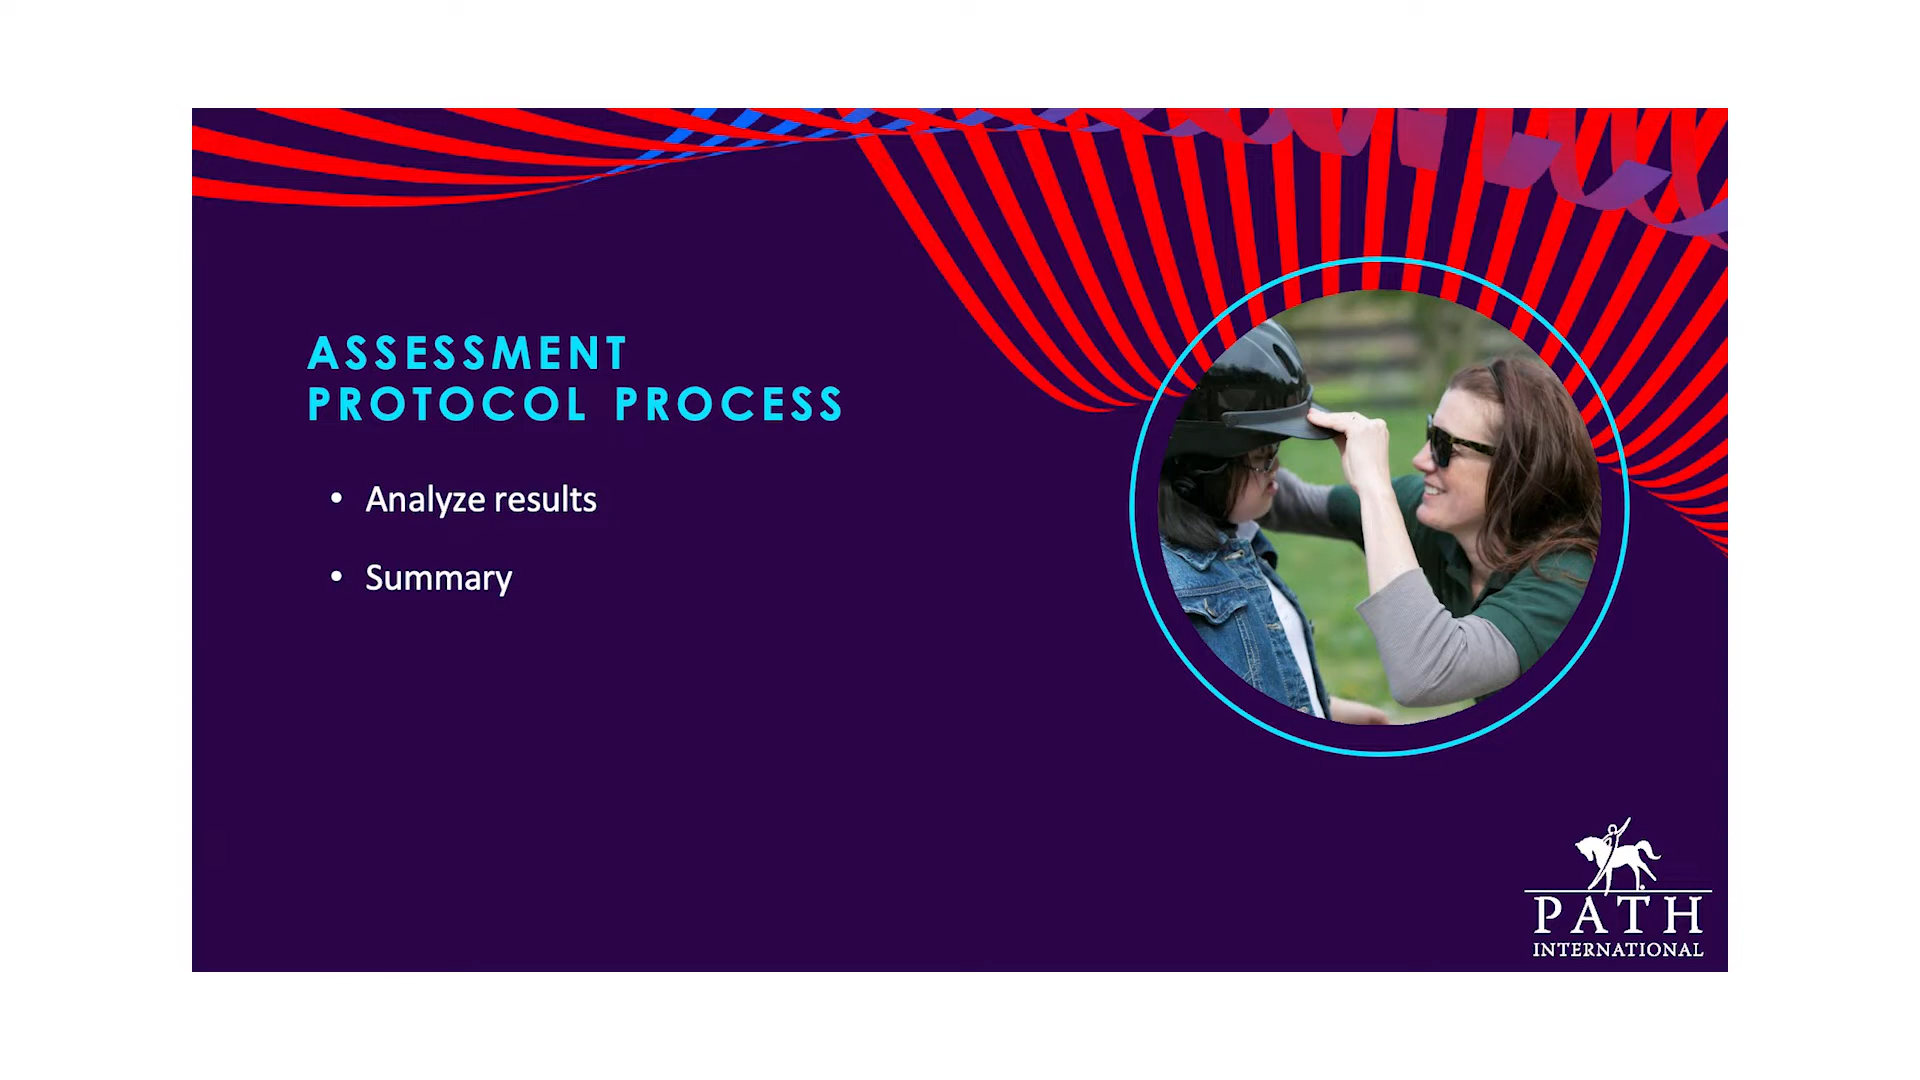 ASSESSMENT
PROTOCOL PROCESS
• Analyze results
• Summary
PATH
INTERNATIONAL